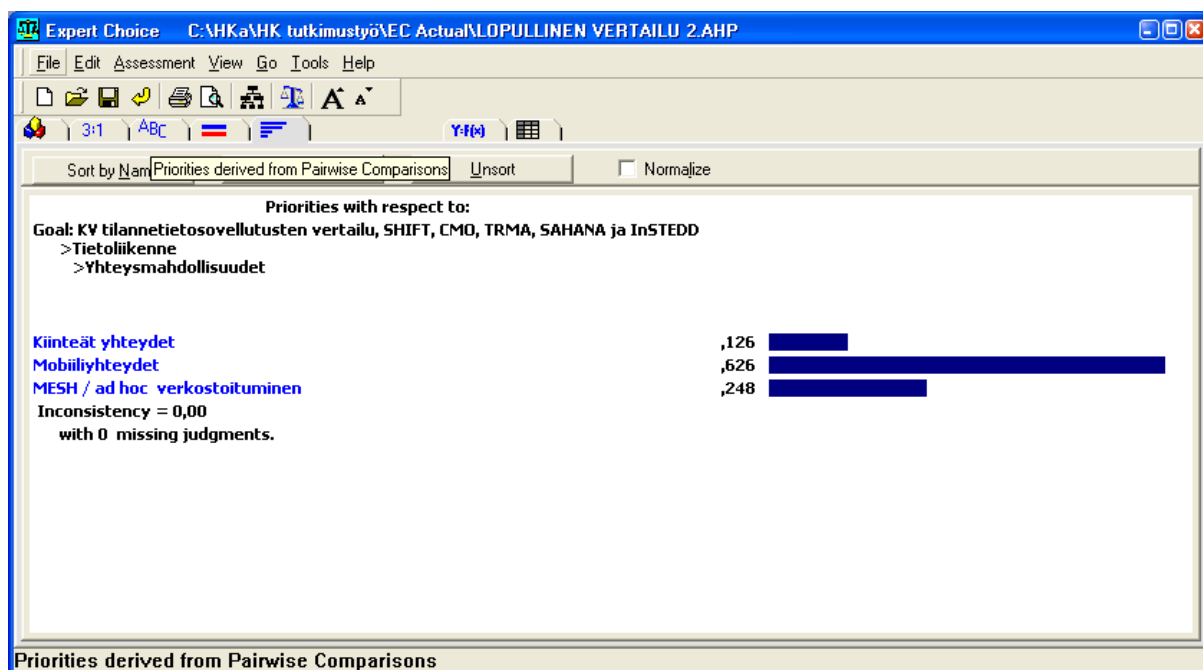 Expert Choice C:\HKa\HK tutkimustyö\EC Actual\LOPULLINEN VERTAILU 2.AHP
File Edit Assessment View Go Tools Help
A A
3:1 ABC Y=F(x)
Sort by Nam Priorities derived from Pairwise Comparisons Unsort Normalize
Priorities with respect to:
Goal: KV tilannetietosovellutusten vertailu, SHIFT, CMO, TRMA, SAHANA ja InSTEDD
>Tietoliikenne
>Yhteysmahdollisuudet
Kiinteät yhteydet ,126
Mobiiliyhteydet ,626
MESH / ad hoc verkostoituminen ,248
Inconsistency = 0,00
with 0 missing judgments.
Priorities derived from Pairwise Comparisons